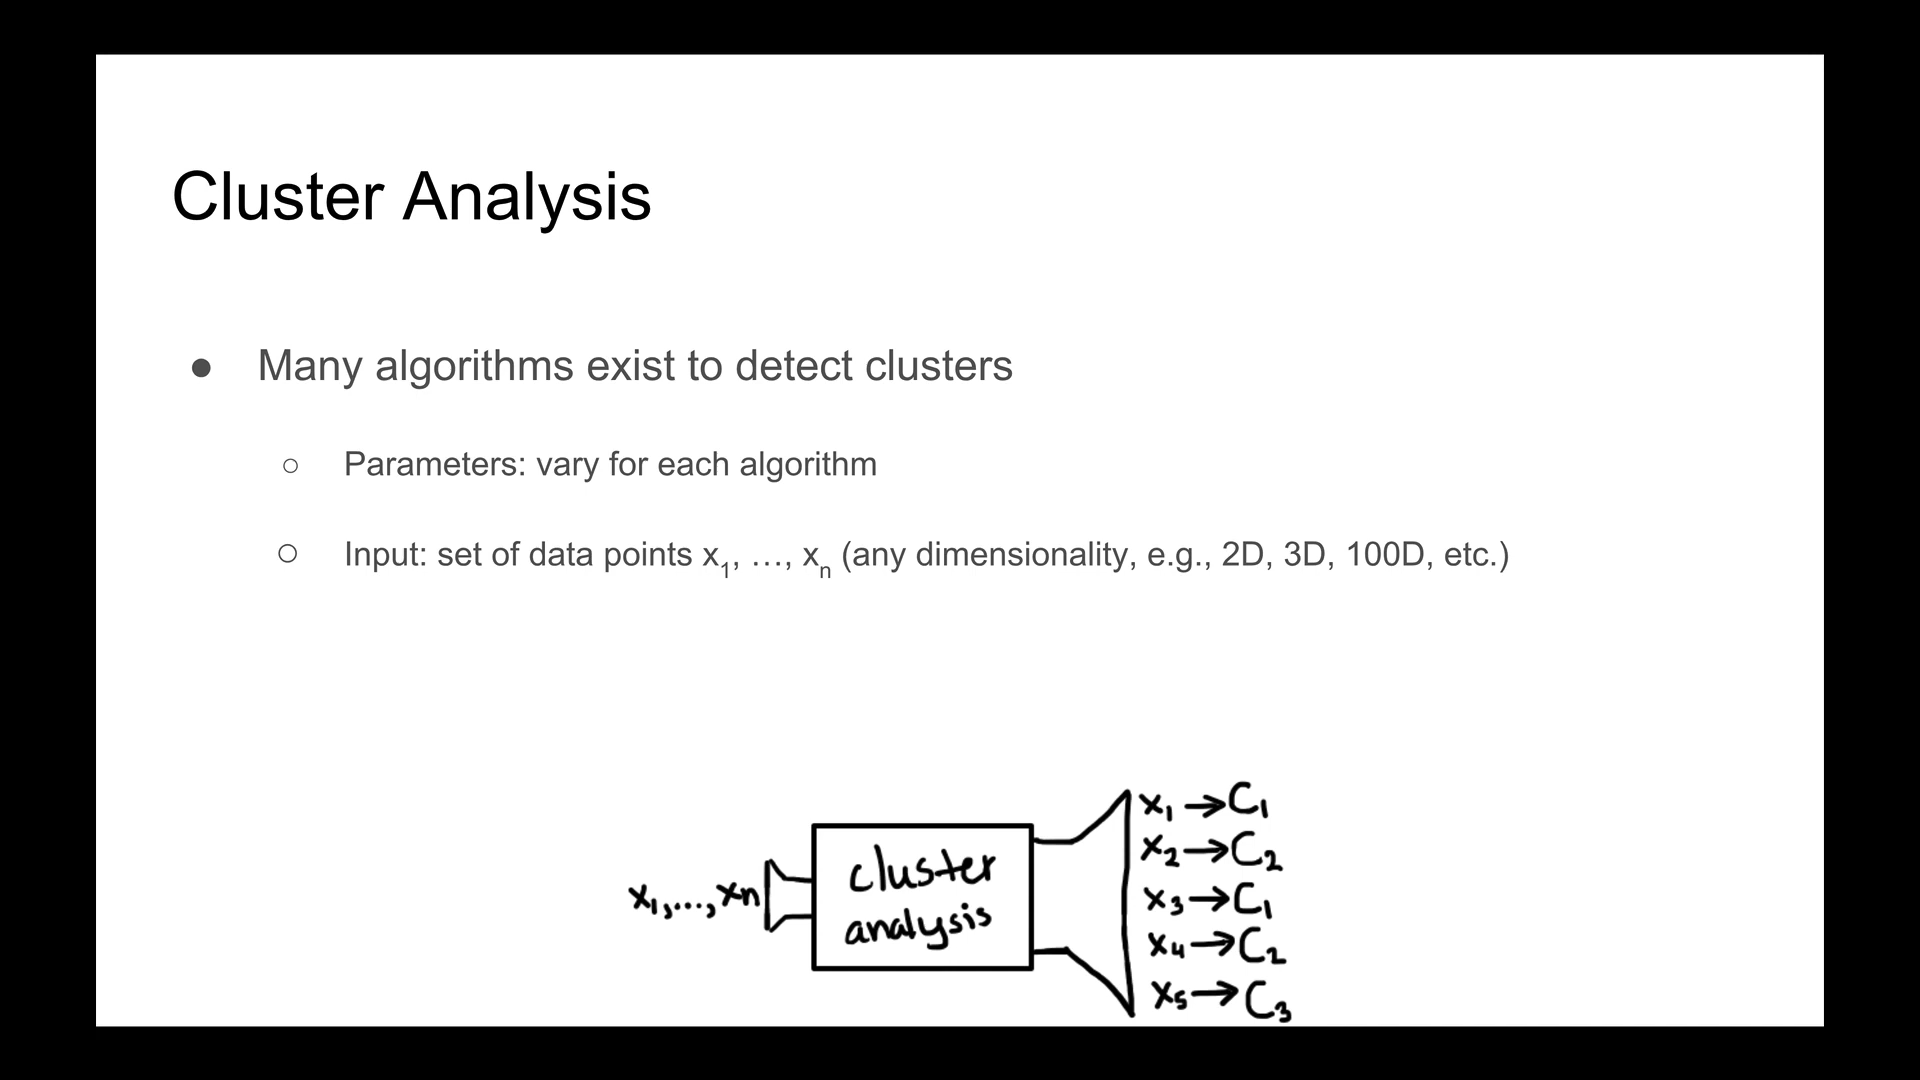 Cluster Analysis
● Many algorithms exist to detect clusters
○ Parameters: vary for each algorithm
○ Input: set of data points x₁, …, xₙ (any dimensionality, e.g., 2D, 3D, 100D, etc.)
x₁,...,xₙ
cluster
analysis
x₁→C₁
x₂→C₂
x₃→C₁
x₄→C₂
x₅→C₃